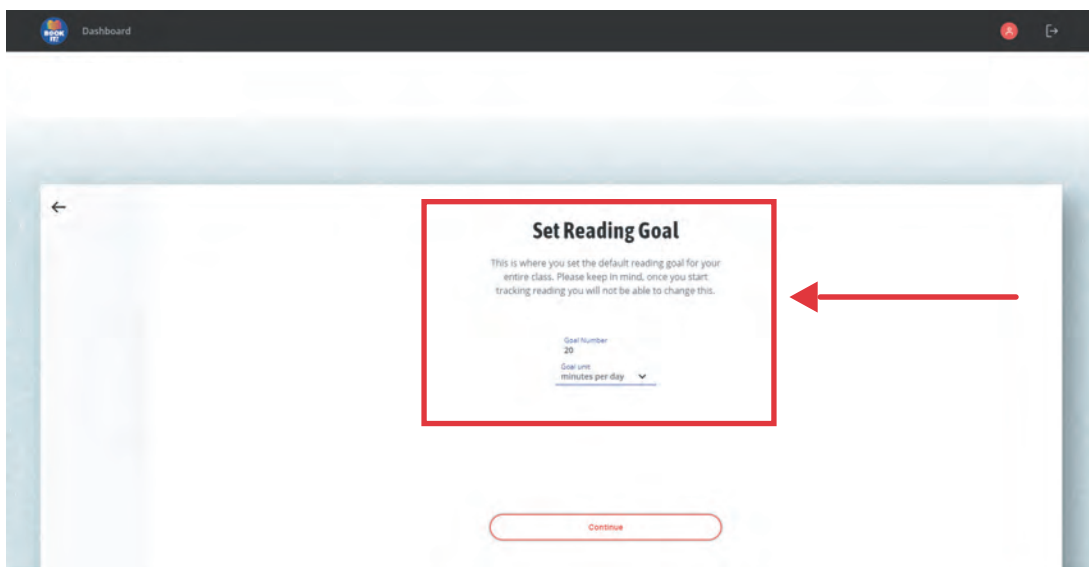 BOOK
IT!
Dashboard
Set Reading Goal
This is where you set the default reading goal for your
entire class. Please keep in mind, once you start
tracking reading you will not be able to change this.
Goal Number
20
Goal unit
minutes per day
Continue